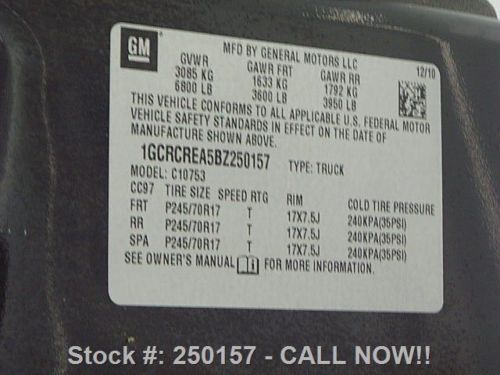 GM
MFD BY GENERAL MOTORS LLC
GVWR GAWR FRT GAWR RR 12/10
3085 KG 1633 KG 1792 KG
6800 LB 3600 LB 3950 LB
THIS VEHICLE CONFORMS TO ALL APPLICABLE U.S. FEDERAL MOTOR
VEHICLE SAFETY STANDARDS IN EFFECT ON THE DATE OF
MANUFACTURE SHOWN ABOVE.
1GCRCREA5BZ250157 TYPE: TRUCK
MODEL: C10753
CC97 TIRE SIZE SPEED RTG RIM COLD TIRE PRESSURE
FRT P245/70R17 T 17X7.5J 240KPA(35PSI)
RR P245/70R17 T 17X7.5J 240KPA(35PSI)
SPA P245/70R17 T 17X7.5J 240KPA(35PSI)
SEE OWNER'S MANUAL FOR MORE INFORMATION.
Stock #: 250157 - CALL NOW!!